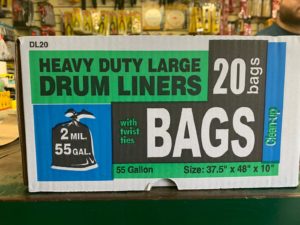 DL20
HEAVY DUTY LARGE
DRUM LINERS
20 bags
2 MIL.
55 GAL.
with
twist
ties
BAGS
Clean-up
55 Gallon
Size: 37.5" x 48" x 10"